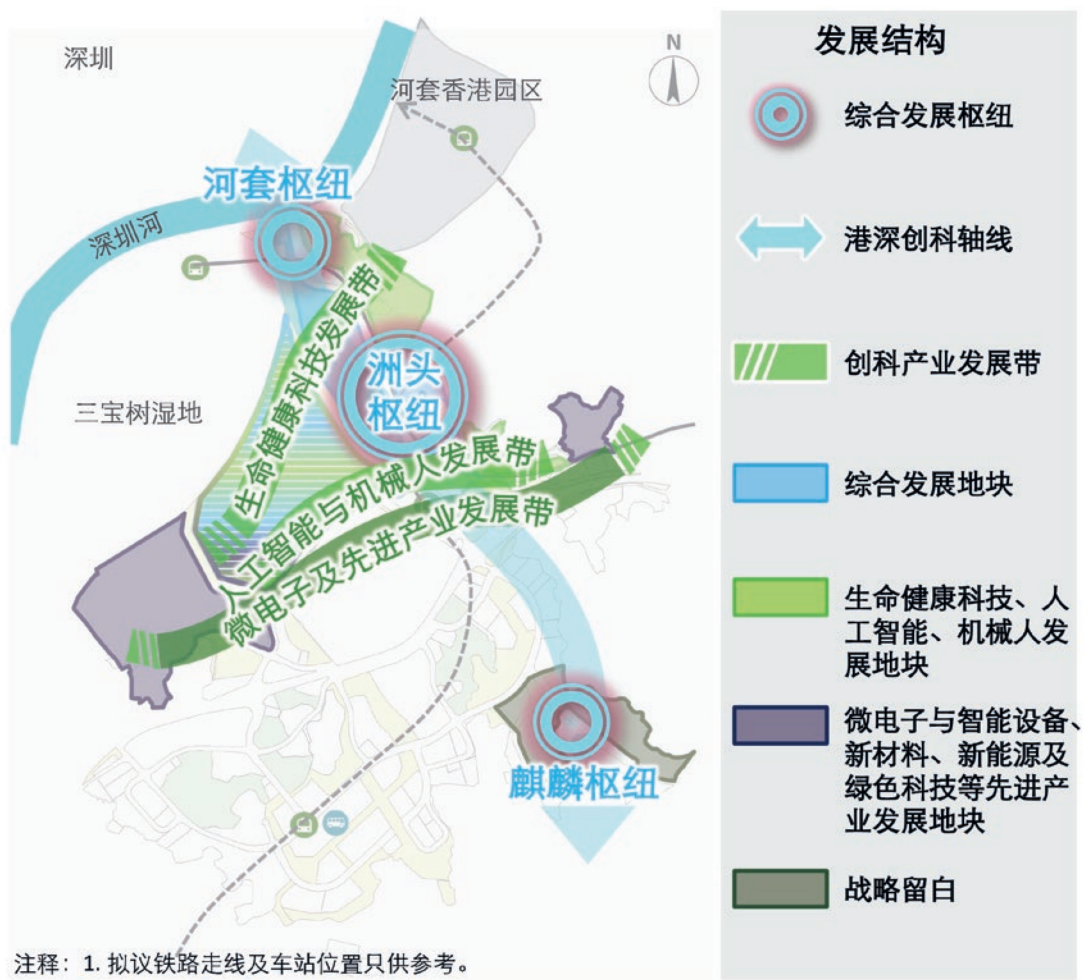 深圳
N
河套香港园区
河套枢纽
深圳河
生命健康科技发展带
洲头
枢纽
三宝树湿地
人工智能与机械人发展带
微电子及先进产业发展带
麒麟枢纽
注释：1. 拟议铁路走线及车站位置只供参考。
发展结构
综合发展枢纽
港深创科轴线
创科产业发展带
综合发展地块
生命健康科技、人
工智能、机械人发
展地块
微电子与智能设备、
新材料、新能源及
绿色科技等先进产
业发展地块
战略留白